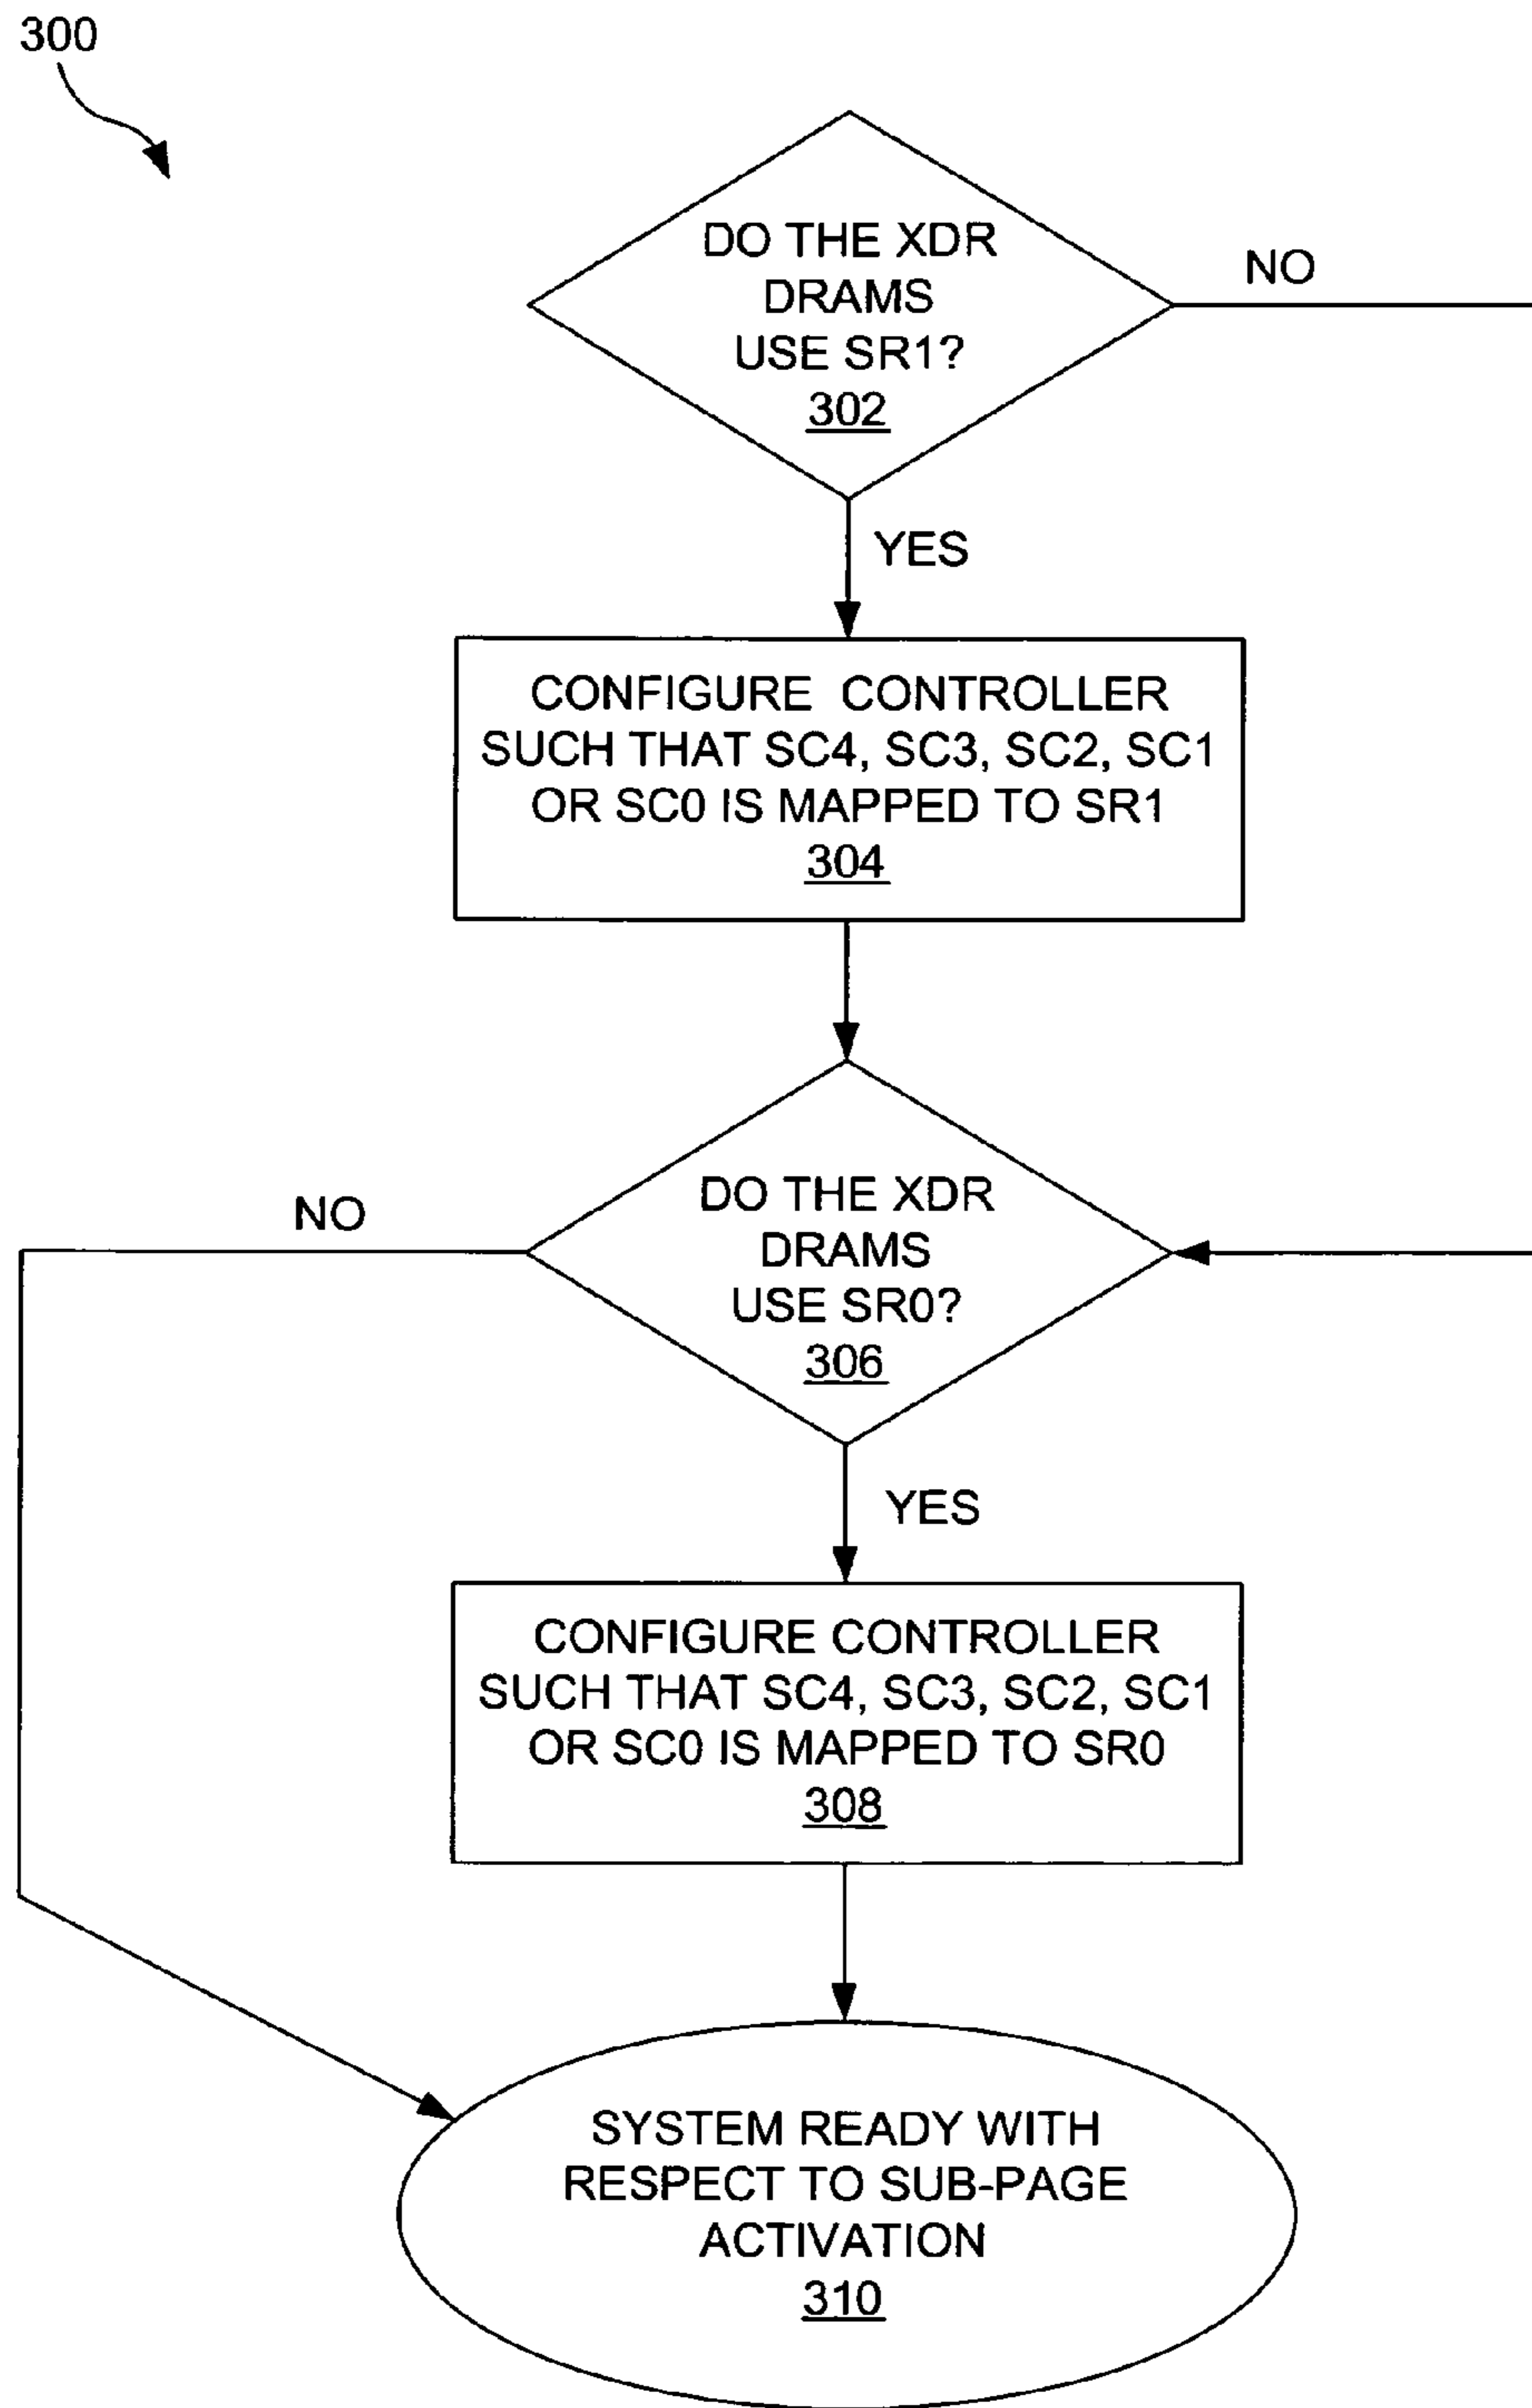 300
DO THE XDR
DRAMS
USE SR1?
302
NO
YES
CONFIGURE CONTROLLER
SUCH THAT SC4, SC3, SC2, SC1
OR SC0 IS MAPPED TO SR1
304
DO THE XDR
DRAMS
USE SR0?
306
NO
YES
CONFIGURE CONTROLLER
SUCH THAT SC4, SC3, SC2, SC1
OR SC0 IS MAPPED TO SR0
308
SYSTEM READY WITH
RESPECT TO SUB-PAGE
ACTIVATION
310